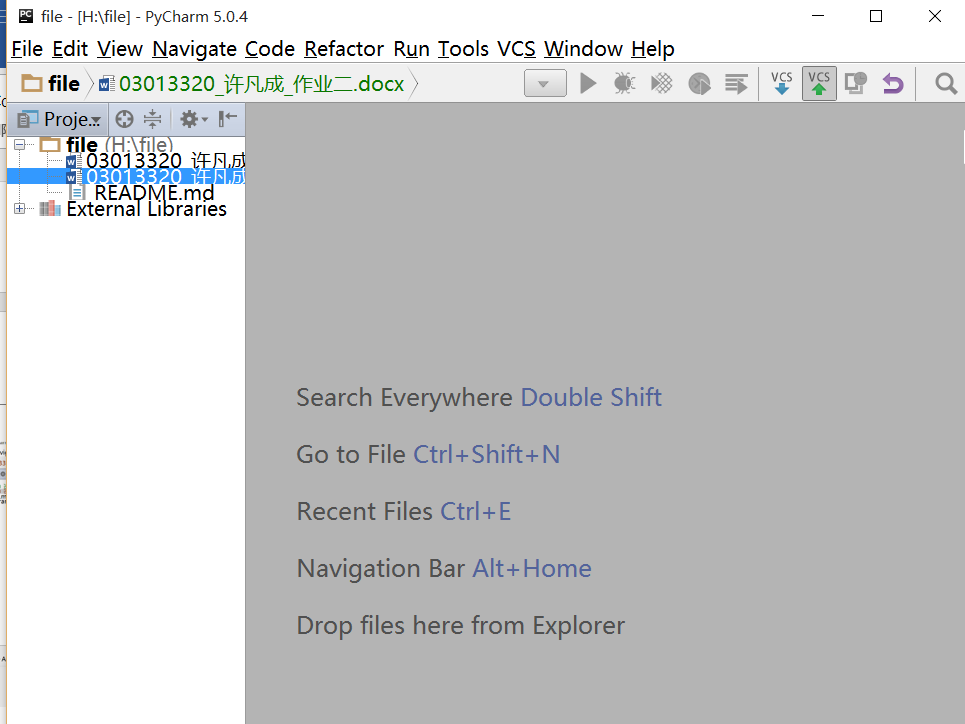 file - [H:\file] - PyCharm 5.0.4
File Edit View Navigate Code Refactor Run Tools VCS Window Help
file 03013320_许凡成_作业二.docx
VCS VCS
Proje...
file (H:\file)
03013320_许凡成
03013320_许凡成
README.md
External Libraries
Search Everywhere Double Shift
Go to File Ctrl+Shift+N
Recent Files Ctrl+E
Navigation Bar Alt+Home
Drop files here from Explorer